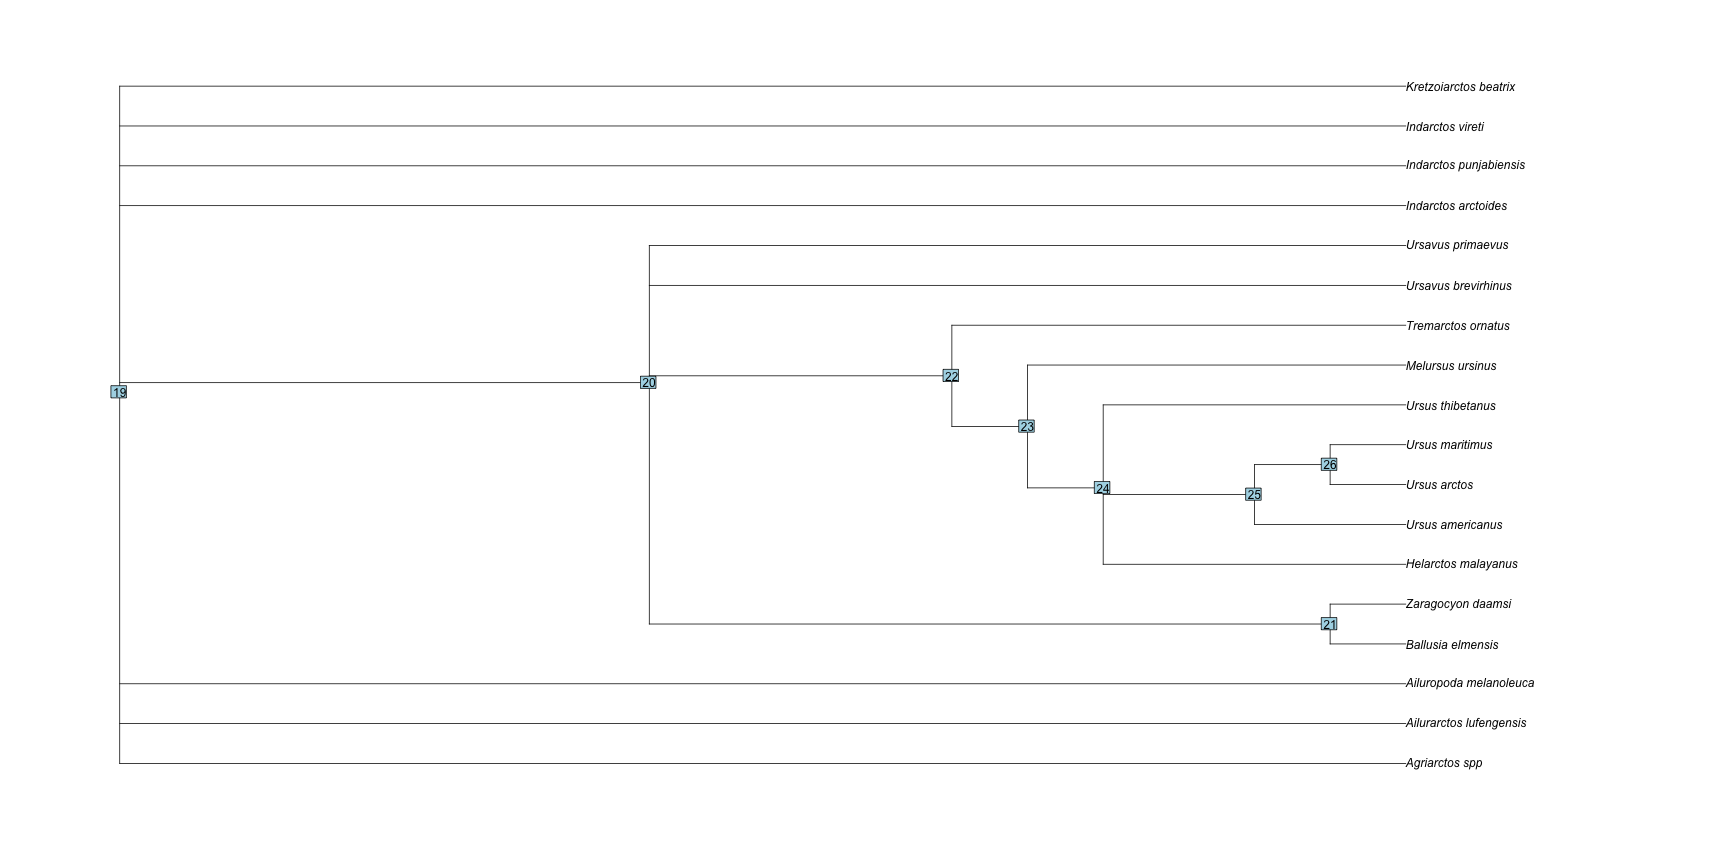 Kretzoiarctos beatrix
Indarctos vireti
Indarctos punjabiensis
Indarctos arctoides
Ursavus primaevus
Ursavus brevirhinus
Tremarctos ornatus
Melursus ursinus
22
20
19
Ursus thibetanus
23
Ursus maritimus
26
Ursus arctos
24
25
Ursus americanus
Helarctos malayanus
Zaragocyon daamsi
21
Ballusia elmensis
Ailuropoda melanoleuca
Ailurarctos lufengensis
Agriarctos spp